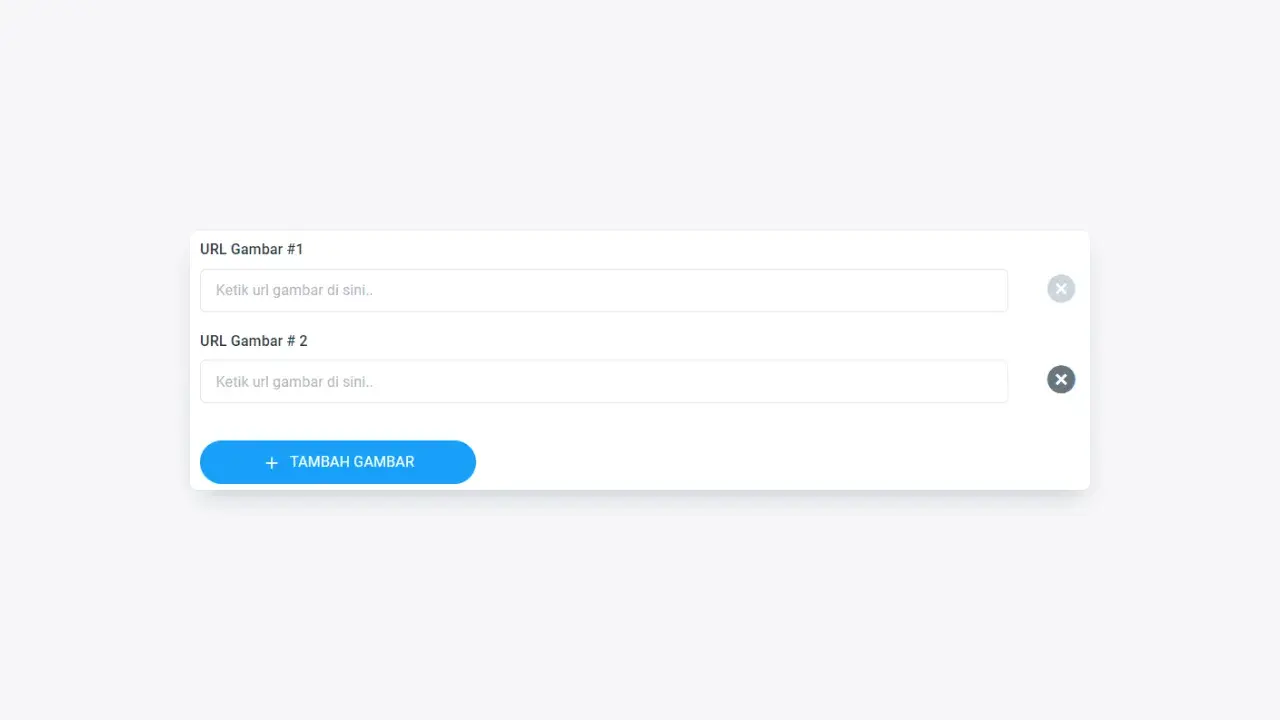 URL Gambar #1
Ketik url gambar di sini..
URL Gambar # 2
Ketik url gambar di sini..
TAMBAH GAMBAR